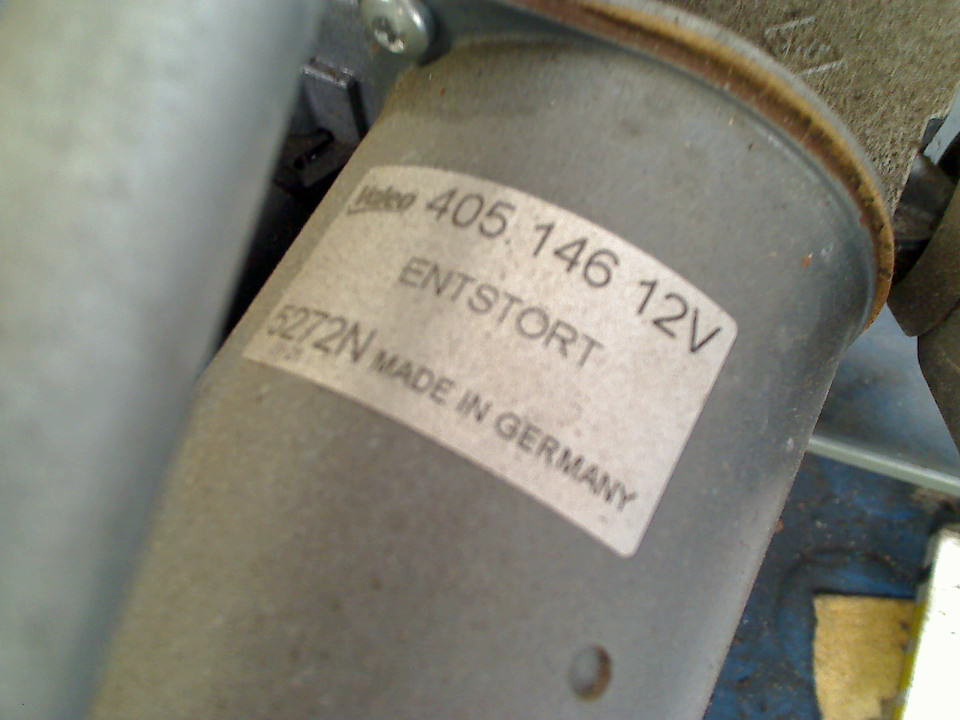 Valeo 405.146 12V
ENTSTORT
5272N MADE IN GERMANY